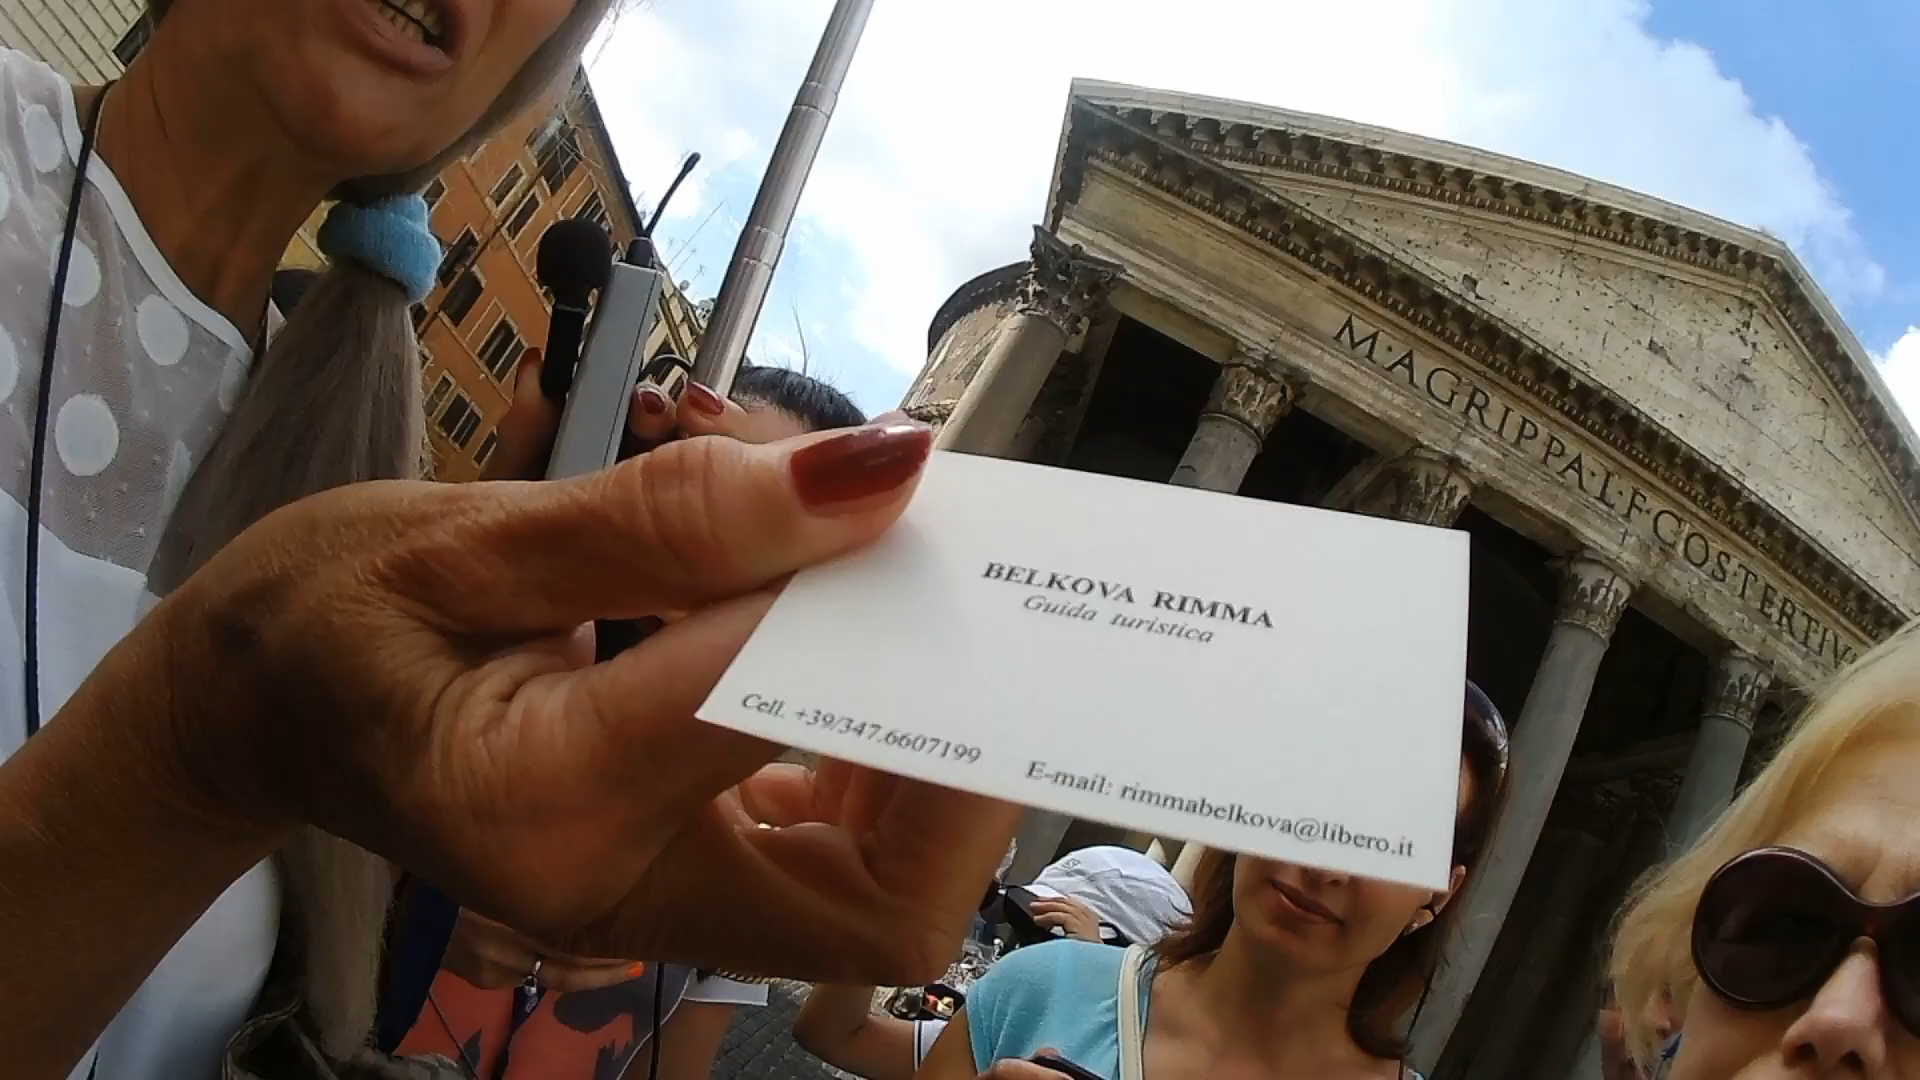 M·AGRIPPA·L·F·COS·TERTIV
BELKOVA RIMMA
Guida turistica
Cell. +39/347.6607199
E-mail: rimmabelkova@libero.it